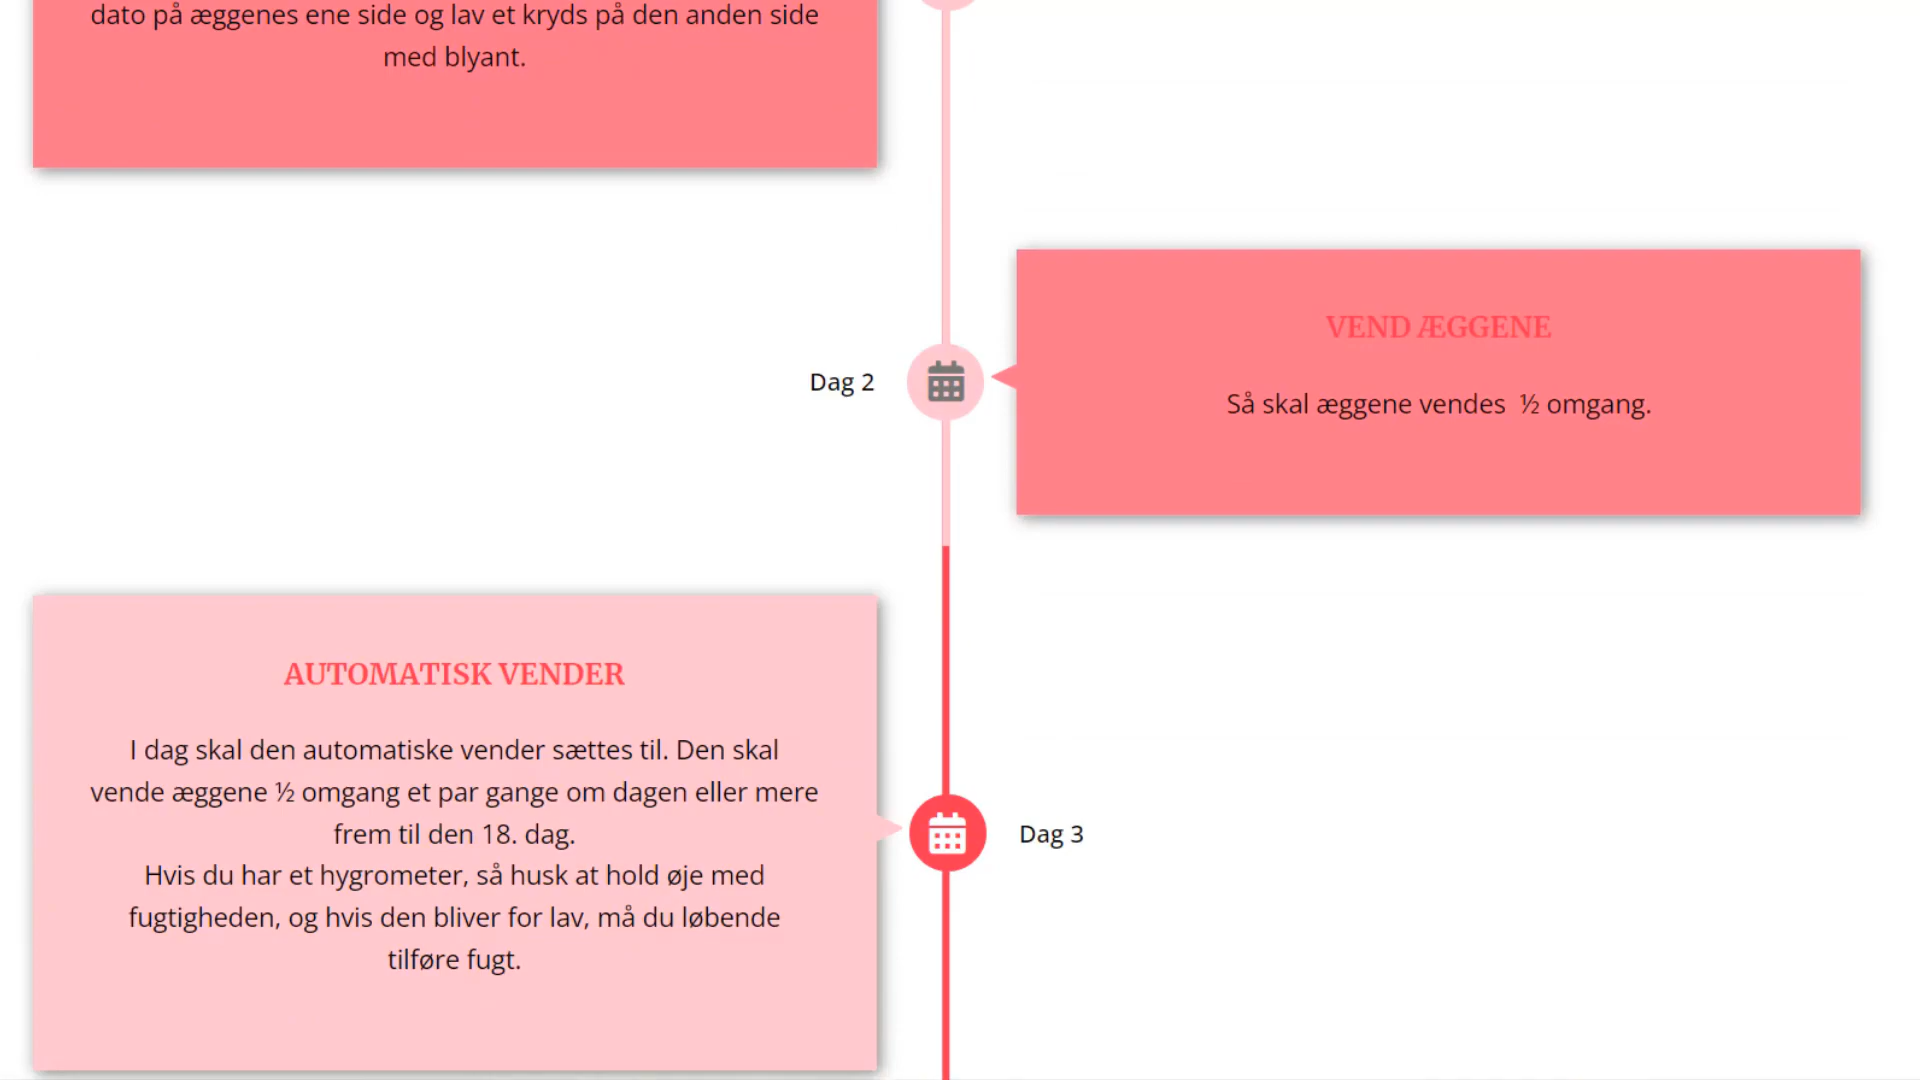 dato på æggenes ene side og lav et kryds på den anden side
med blyant.
Dag 2
VEND ÆGGENE
Så skal æggene vendes ½ omgang.
AUTOMATISK VENDER
I dag skal den automatiske vender sættes til. Den skal
vende æggene ½ omgang et par gange om dagen eller mere
frem til den 18. dag.
Hvis du har et hygrometer, så husk at hold øje med
fugtigheden, og hvis den bliver for lav, må du løbende
tilføre fugt.
Dag 3